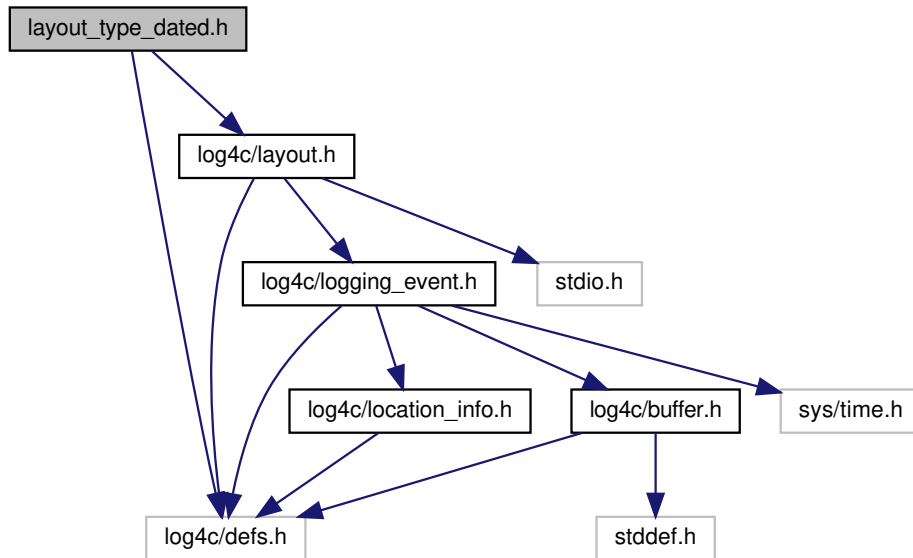 layout_type_dated.h
log4c/layout.h
log4c/logging_event.h
stdio.h
log4c/location_info.h
log4c/buffer.h
sys/time.h
log4c/defs.h
stddef.h